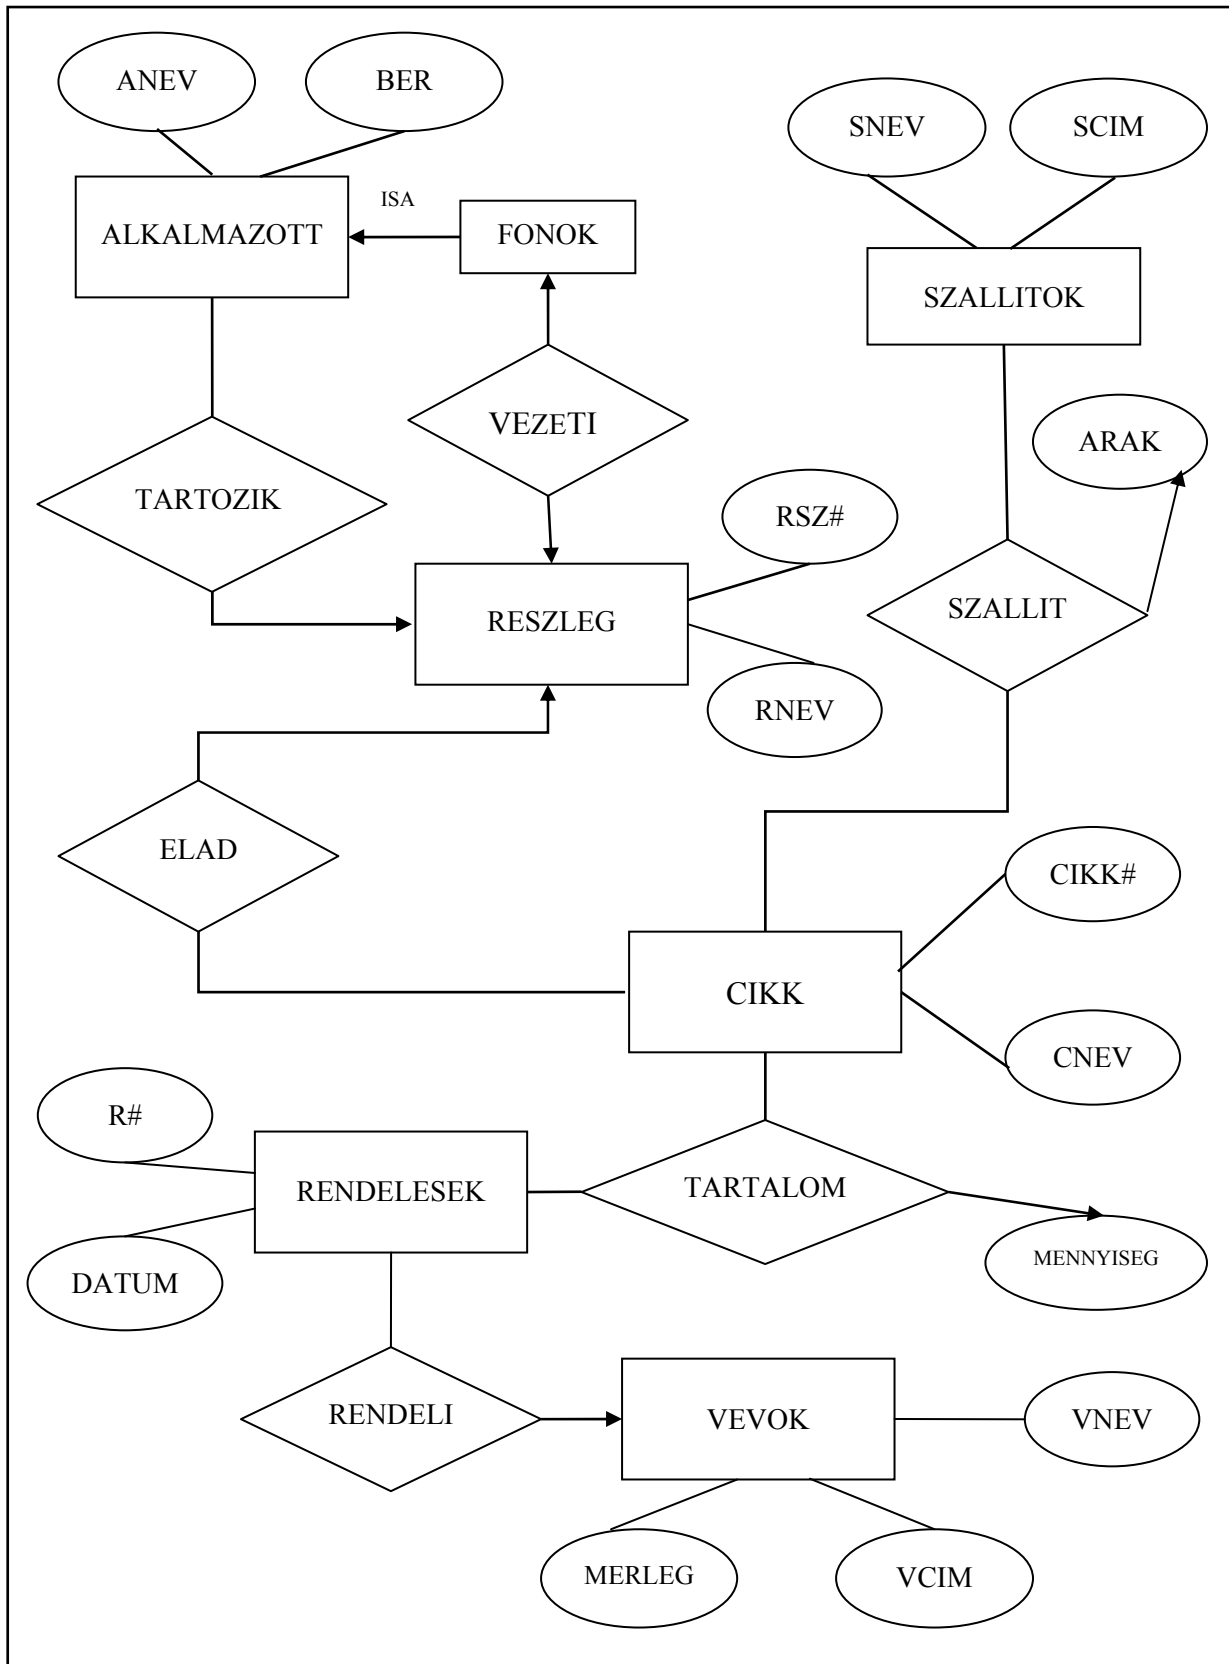 ANEV
BER
SNEV
SCIM
ISA
ALKALMAZOTT
FONOK
SZALLITOK
VEZETI
ARAK
TARTOZIK
RSZ#
RESZLEG
SZALLIT
RNEV
ELAD
CIKK#
CIKK
CNEV
R#
RENDELESEK
TARTALOM
DATUM
MENNYISEG
RENDELI
VEVOK
VNEV
MERLEG
VCIM